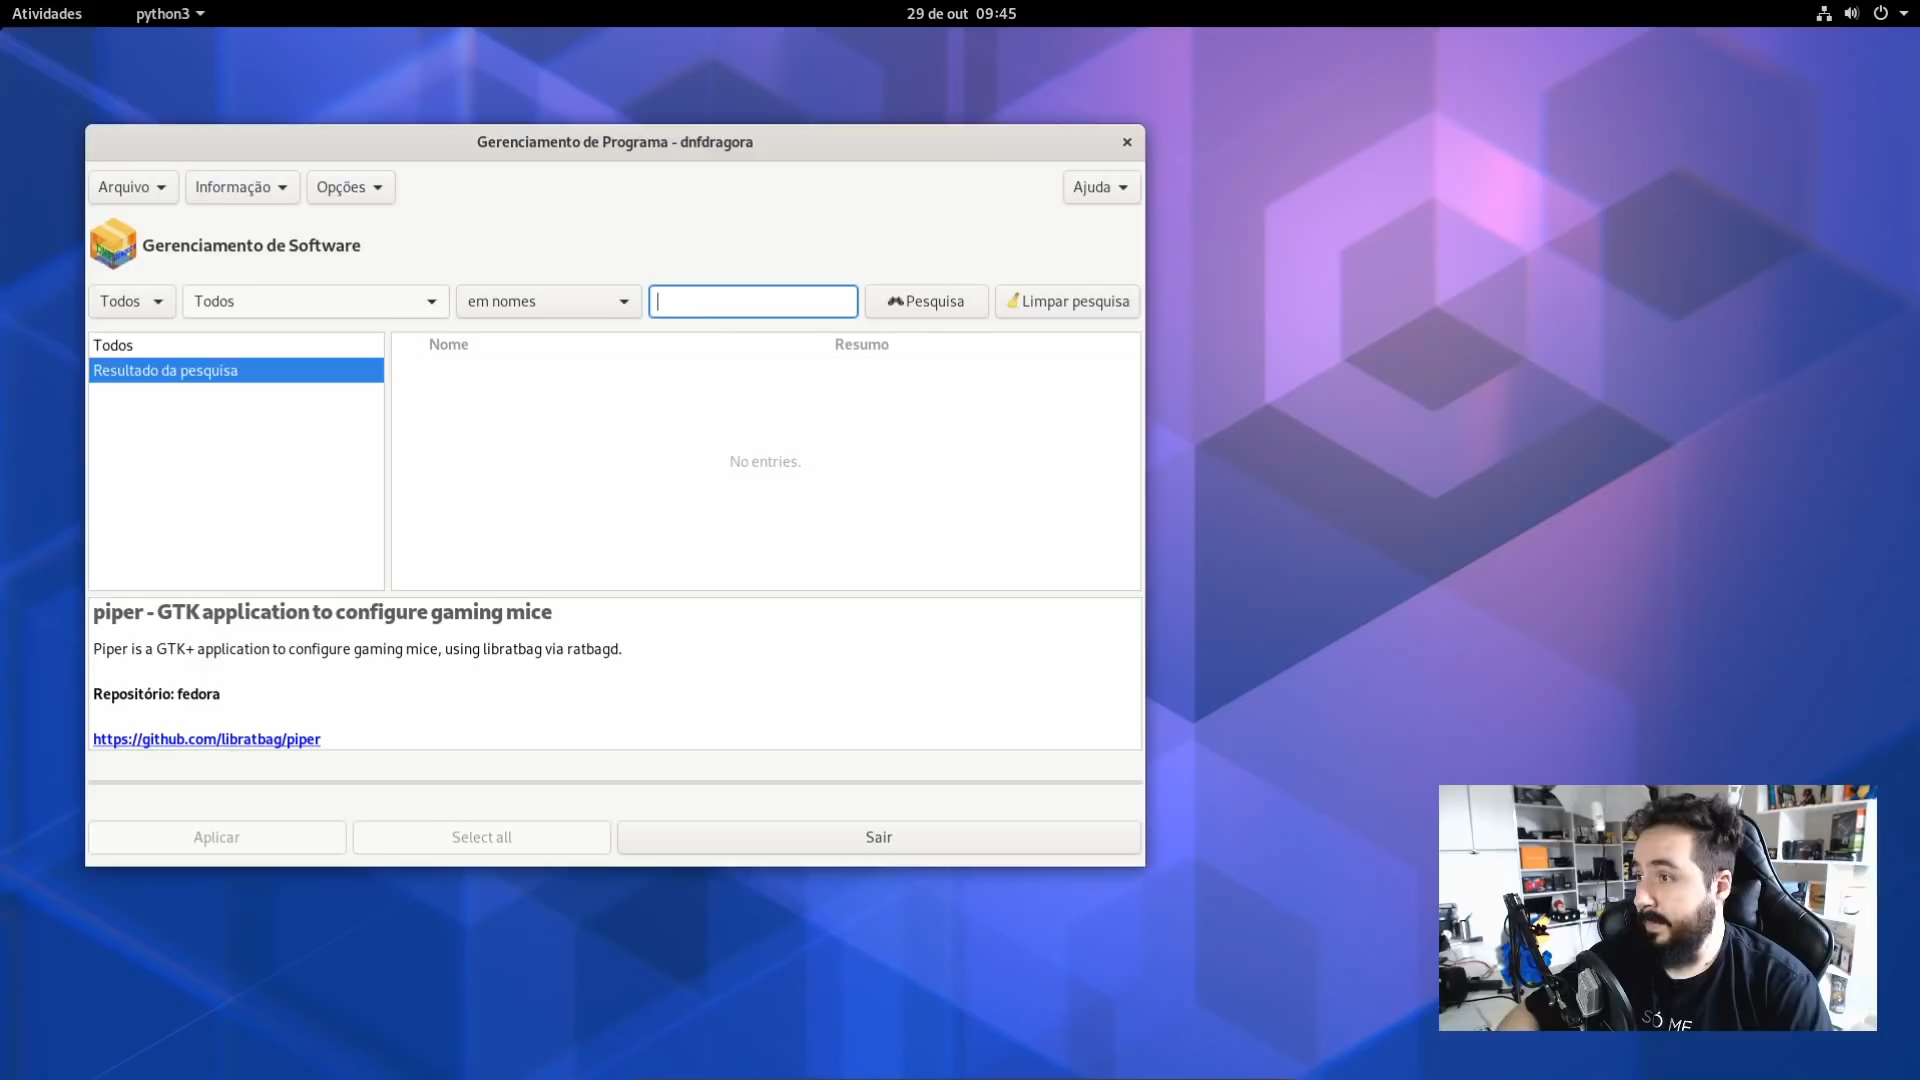 Atividades
python3
29 de out 09:45
Gerenciamento de Programa - dnfdragora
Arquivo
Informação
Opções
Ajuda
Gerenciamento de Software
Todos
Todos
em nomes
Pesquisa
Limpar pesquisa
Todos
Resultado da pesquisa
Nome
Resumo
No entries.
piper - GTK application to configure gaming mice
Piper is a GTK+ application to configure gaming mice, using libratbag via ratbagd.
Repositório: fedora
https://github.com/libratbag/piper
Aplicar
Select all
Sair
SÓ ME